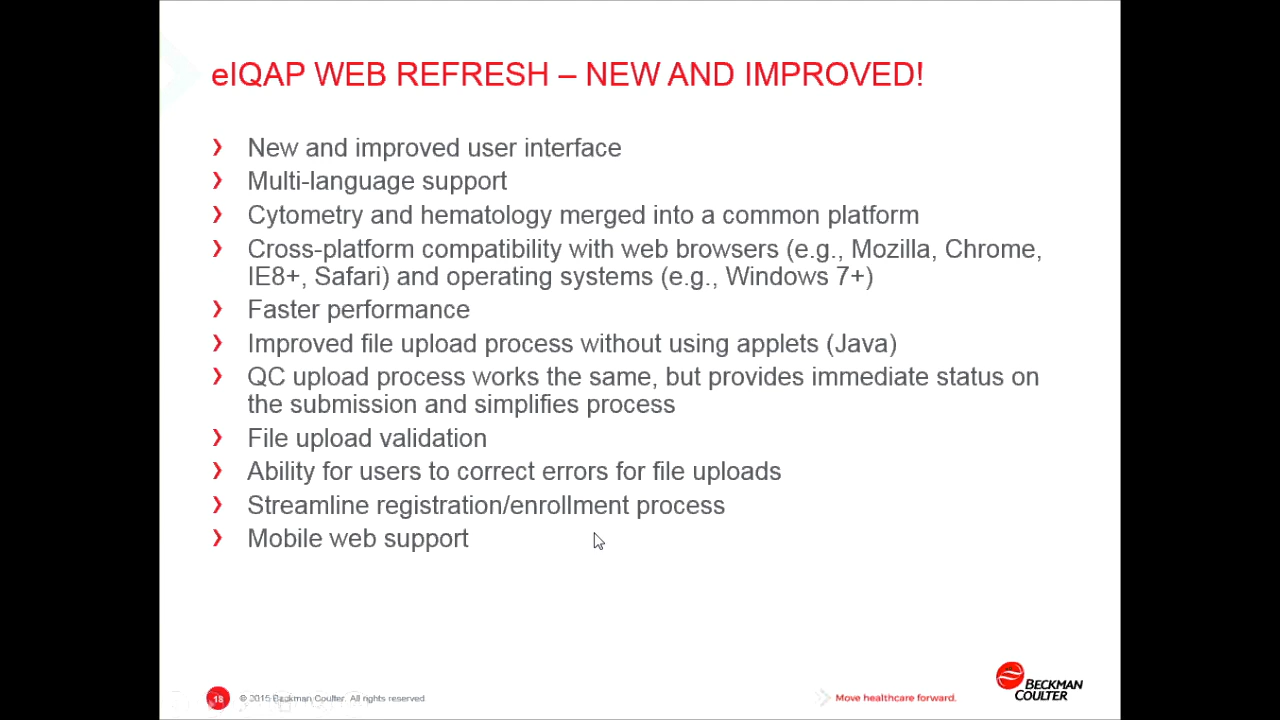 eIQAP WEB REFRESH – NEW AND IMPROVED!
New and improved user interface
Multi-language support
Cytometry and hematology merged into a common platform
Cross-platform compatibility with web browsers (e.g., Mozilla, Chrome,
IE8+, Safari) and operating systems (e.g., Windows 7+)
Faster performance
Improved file upload process without using applets (Java)
QC upload process works the same, but provides immediate status on
the submission and simplifies process
File upload validation
Ability for users to correct errors for file uploads
Streamline registration/enrollment process
Mobile web support
18
© 2015 Beckman Coulter. All rights reserved
Move healthcare forward.
BECKMAN
COULTER